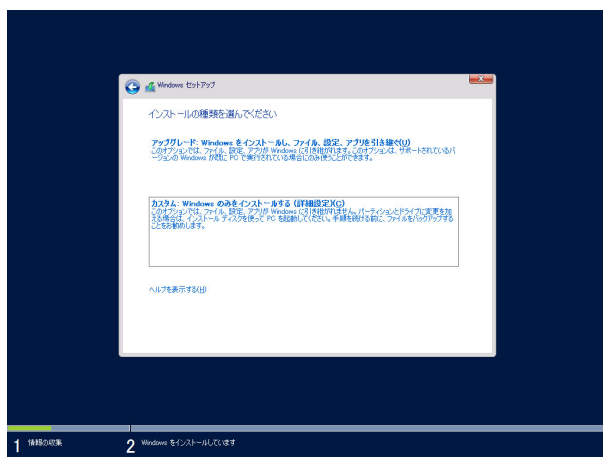 Windows セットアップ
インストールの種類を選んでください
アップグレード: Windows をインストールし、ファイル、設定、アプリを引き継ぐ(U)
このオプションでは、ファイル、設定、アプリが Windows に引き継がれます。このオプションは、サポートされているバ
ージョンの Windows が既に PC で実行されている場合にのみ使うことができます。
カスタム: Windows のみをインストールする (詳細設定)(C)
このオプションでは、ファイル、設定、アプリは Windows に引き継がれません。パーティションとドライブに変更を加
える場合は、インストール ディスクを使って PC を起動してください。手順を続ける前に、ファイルをバックアップする
ことをお勧めします。
ヘルプを表示する(H)
1 情報の収集
2 Windows をインストールしています